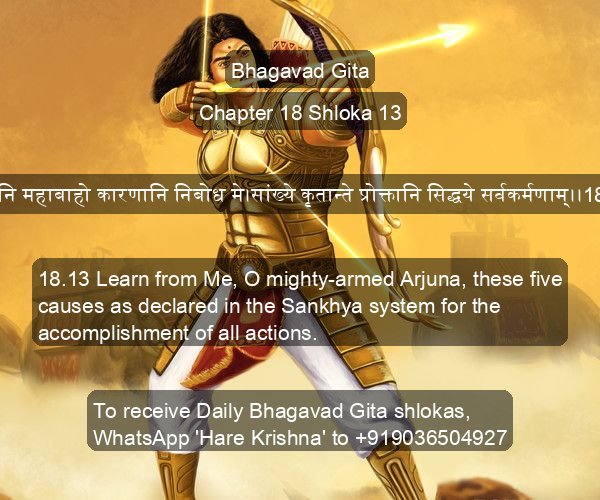 Bhagavad Gita
Chapter 18 Shloka 13
महाबाहो कारणानि निबोध मे।सांख्ये कृतान्ते प्रोक्तानि सिद्धये सर्वकर्मणाम्।।18
18.13 Learn from Me, O mighty-armed Arjuna, these five
causes as declared in the Sankhya system for the
accomplishment of all actions.
To receive Daily Bhagavad Gita shlokas,
WhatsApp 'Hare Krishna' to +919036504927